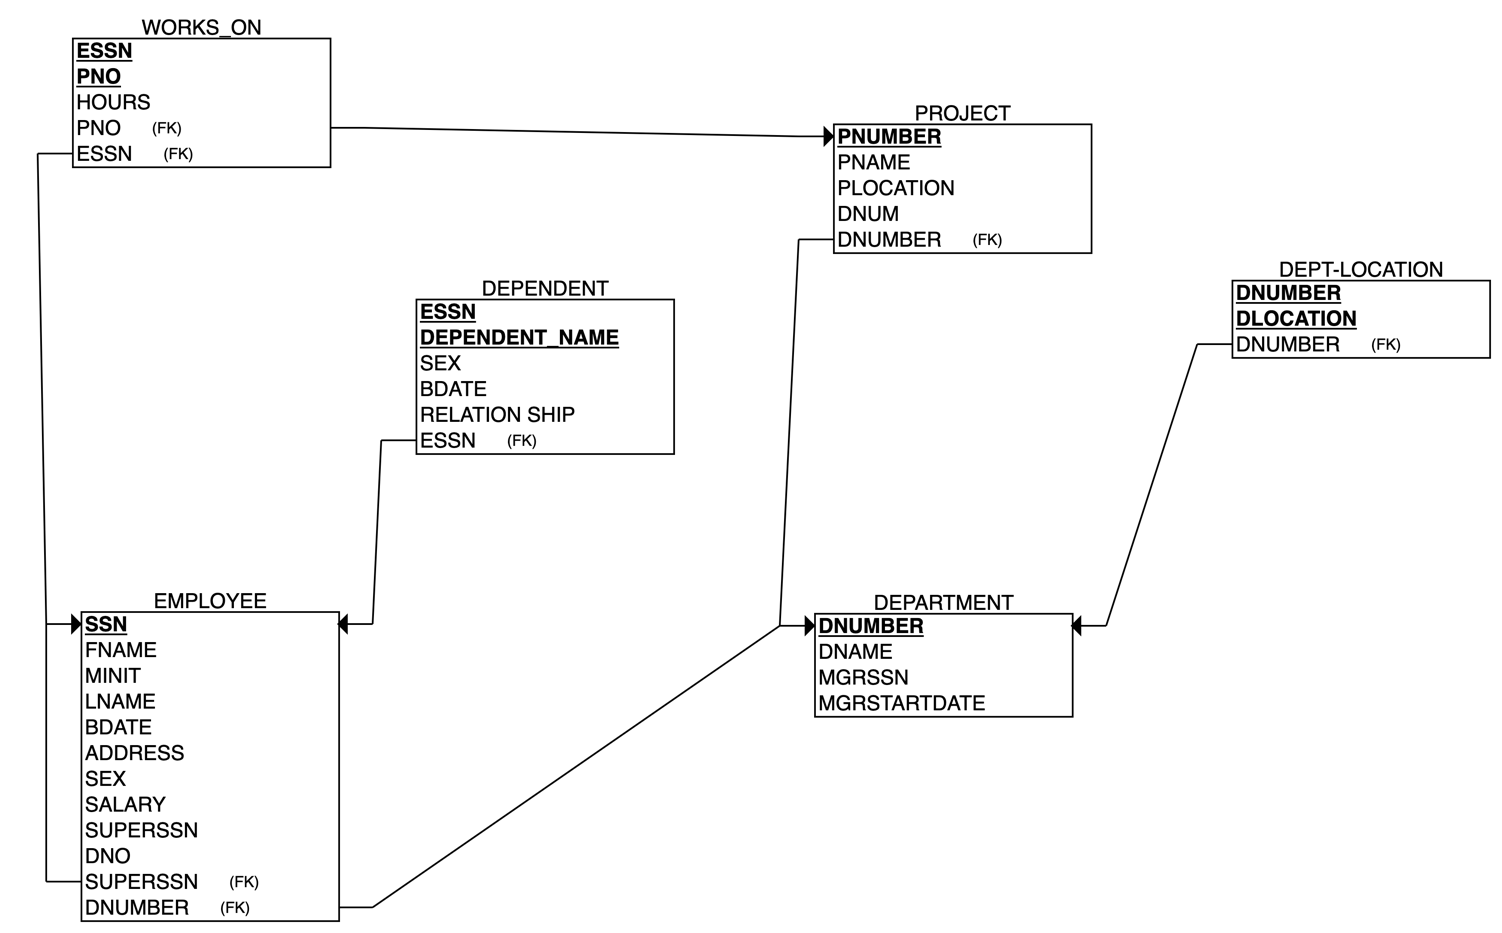 WORKS_ON
ESSN
PNO
HOURS
PNO (FK)
ESSN (FK)
PROJECT
PNUMBER
PNAME
PLOCATION
DNUM
DNUMBER (FK)
DEPT-LOCATION
DNUMBER
DLOCATION
DNUMBER (FK)
DEPENDENT
ESSN
DEPENDENT_NAME
SEX
BDATE
RELATION SHIP
ESSN (FK)
EMPLOYEE
SSN
FNAME
MINIT
LNAME
BDATE
ADDRESS
SEX
SALARY
SUPERSSN
DNO
SUPERSSN (FK)
DNUMBER (FK)
DEPARTMENT
DNUMBER
DNAME
MGRSSN
MGRSTARTDATE